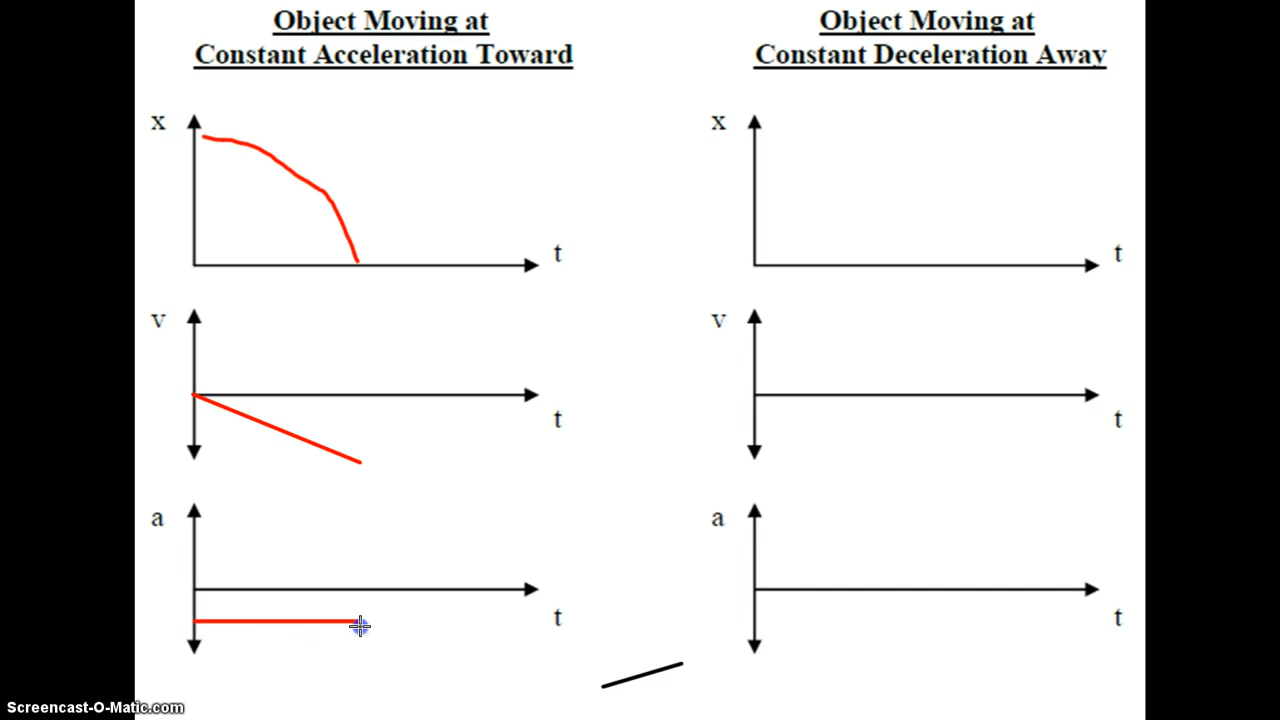 Object Moving at
Constant Acceleration Toward
Object Moving at
Constant Deceleration Away
x
t
x
t
v
t
v
t
a
t
a
t
Screencast-O-Matic.com